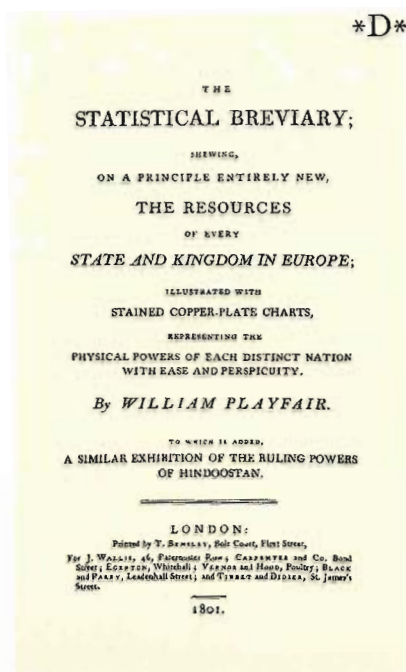 *D*
THE
STATISTICAL BREVIARY;
SHEWING,
ON A PRINCIPLE ENTIRELY NEW,
THE RESOURCES
OF EVERY
STATE AND KINGDOM IN EUROPE;
ILLUSTRATED WITH
STAINED COPPER-PLATE CHARTS,
REPRESENTING THE
PHYSICAL POWERS OF EACH DISTINCT NATION
WITH EASE AND PERSPICUITY.
By WILLIAM PLAYFAIR.
TO WHICH IS ADDED,
A SIMILAR EXHIBITION OF THE RULING POWERS
OF HINDOOSTAN.
LONDON:
Printed by T. BENSLEY, Bolt Court, Fleet Street,
For J. WALLIS, 46, Paternoster Row; CARPENTER and Co. Bond
Street; EGERTON, Whitehall; VERNOR and HOOD, Poultry; BLACK
and PARRY, Leadenhall Street; and TIBBET and DIDIER, St. James's
Street.
1801.